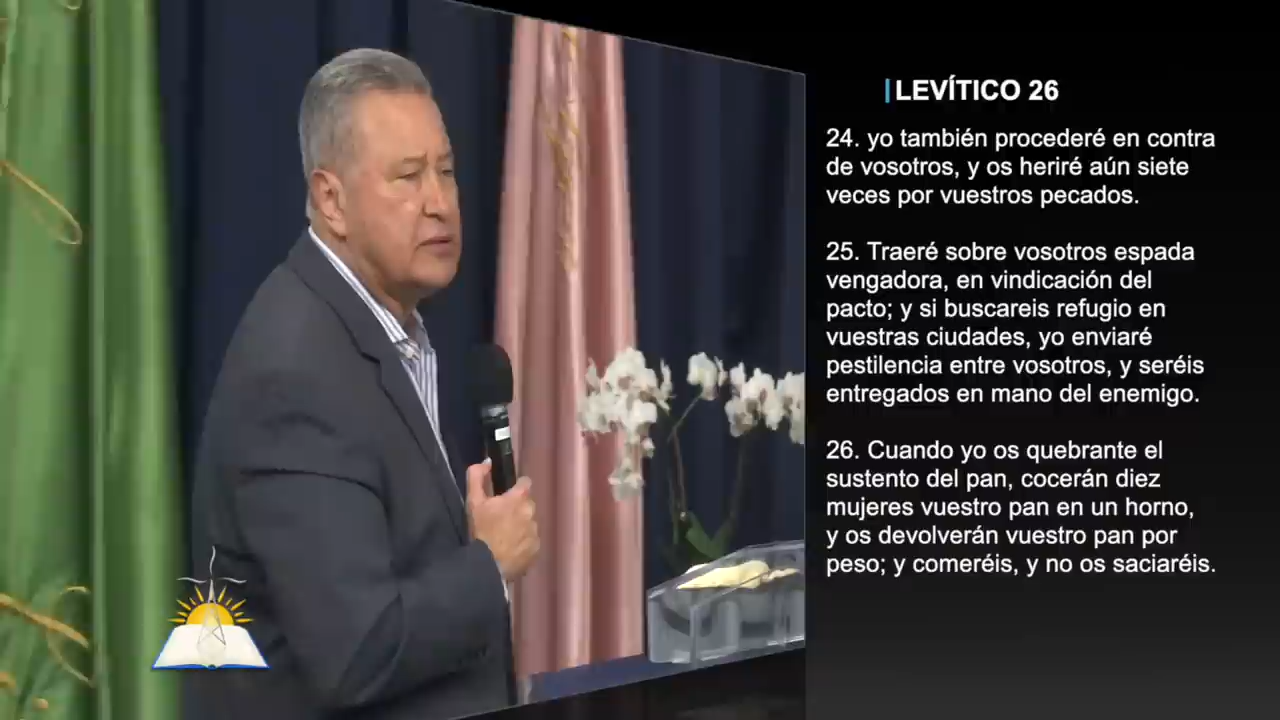 LEVÍTICO 26
24. yo también procederé en contra
de vosotros, y os heriré aún siete
veces por vuestros pecados.
25. Traeré sobre vosotros espada
vengadora, en vindicación del
pacto; y si buscareis refugio en
vuestras ciudades, yo enviaré
pestilencia entre vosotros, y seréis
entregados en mano del enemigo.
26. Cuando yo os quebrante el
sustento del pan, cocerán diez
mujeres vuestro pan en un horno,
y os devolverán vuestro pan por
peso; y comeréis, y no os saciaréis.